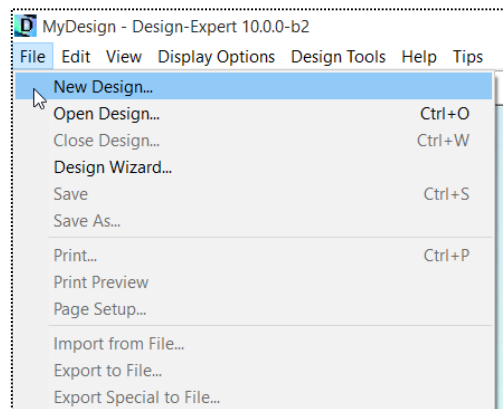 MyDesign - Design-Expert 10.0.0-b2
File Edit View Display Options Design Tools Help Tips
New Design...
Open Design... Ctrl+O
Close Design... Ctrl+W
Design Wizard...
Save Ctrl+S
Save As...
Print... Ctrl+P
Print Preview
Page Setup...
Import from File...
Export to File...
Export Special to File...